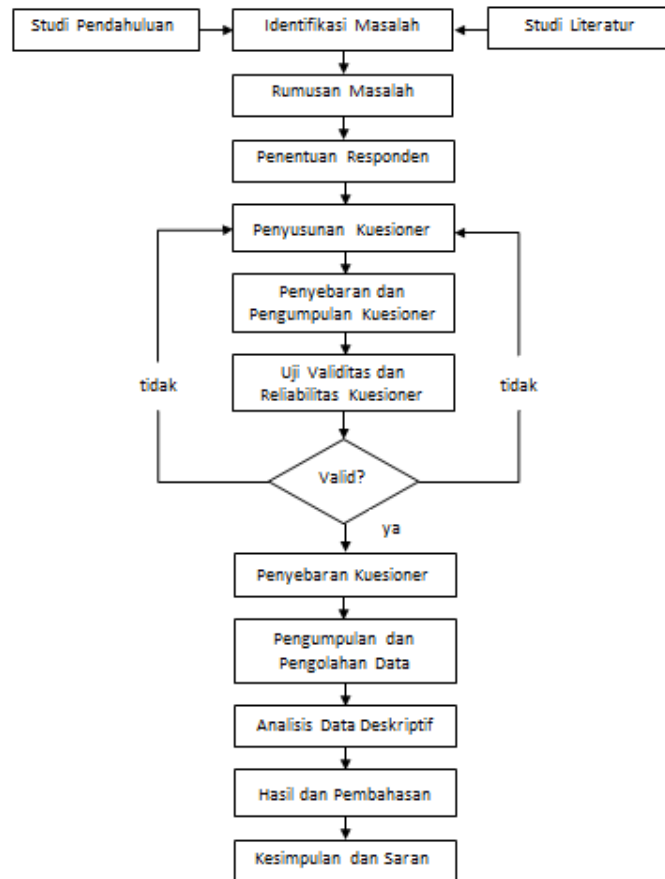 Studi Pendahuluan
Identifikasi Masalah
Studi Literatur
Rumusan Masalah
Penentuan Responden
Penyusunan Kuesioner
Penyebaran dan
Pengumpulan Kuesioner
Uji Validitas dan
Reliabilitas Kuesioner
tidak
tidak
Valid?
ya
Penyebaran Kuesioner
Pengumpulan dan
Pengolahan Data
Analisis Data Deskriptif
Hasil dan Pembahasan
Kesimpulan dan Saran